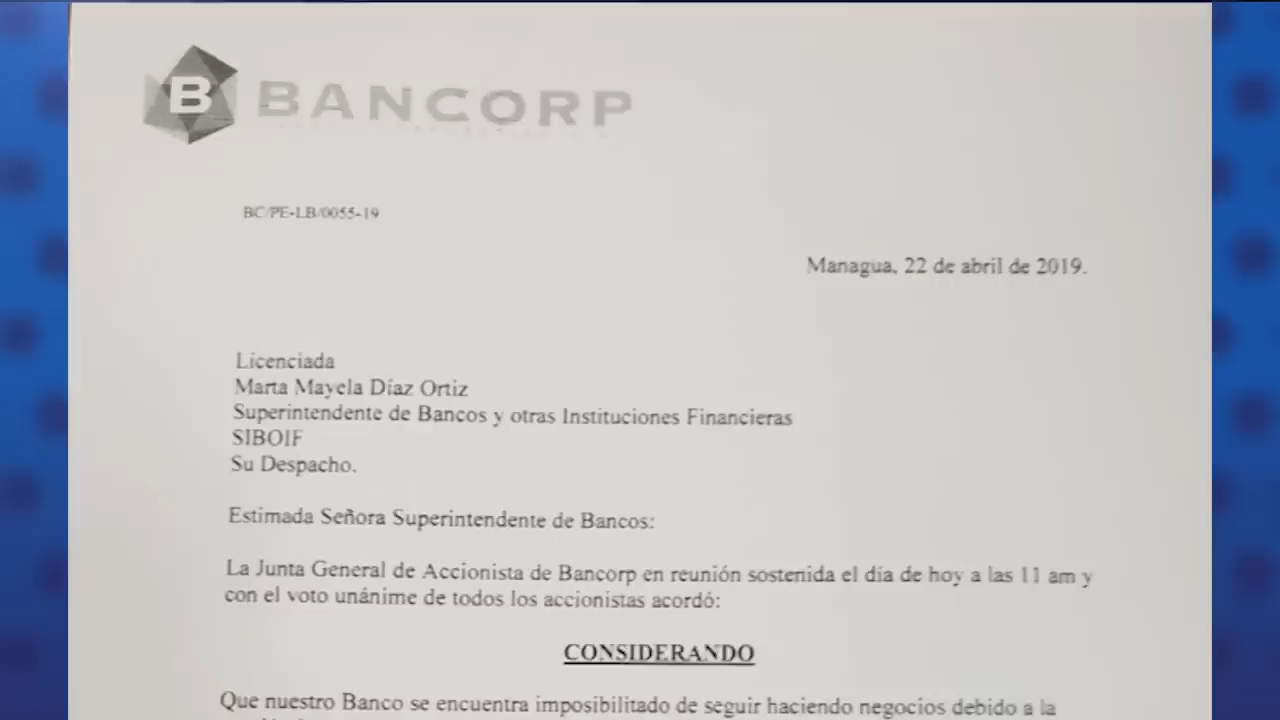 B BANCORP
BC/PE-LB/0055-19
Managua, 22 de abril de 2019.
Licenciada
Marta Mayela Díaz Ortiz
Superintendente de Bancos y otras Instituciones Financieras
SIBOIF
Su Despacho.
Estimada Señora Superintendente de Bancos:
La Junta General de Accionista de Bancorp en reunión sostenida el día de hoy a las 11 am y
con el voto unánime de todos los accionistas acordó:
CONSIDERANDO
Que nuestro Banco se encuentra imposibilitado de seguir haciendo negocios debido a la